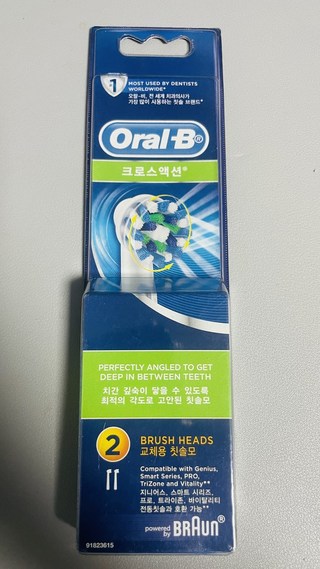 1
MOST USED BY DENTISTS
WORLDWIDE*
오랄-비, 전 세계 치과의사가
가장 많이 사용하는 칫솔 브랜드*
Oral-B®
크로스액션®
PERFECTLY ANGLED TO GET
DEEP IN BETWEEN TEETH
치간 깊숙이 닿을 수 있도록
최적의 각도로 고안된 칫솔모
2
BRUSH HEADS
교체용 칫솔모
Compatible with Genius,
Smart Series, PRO,
TriZone and Vitality**
지니어스, 스마트 시리즈,
프로, 트라이존, 바이탈리티
전동칫솔과 호환 가능**
powered by BRAUN®
91823615